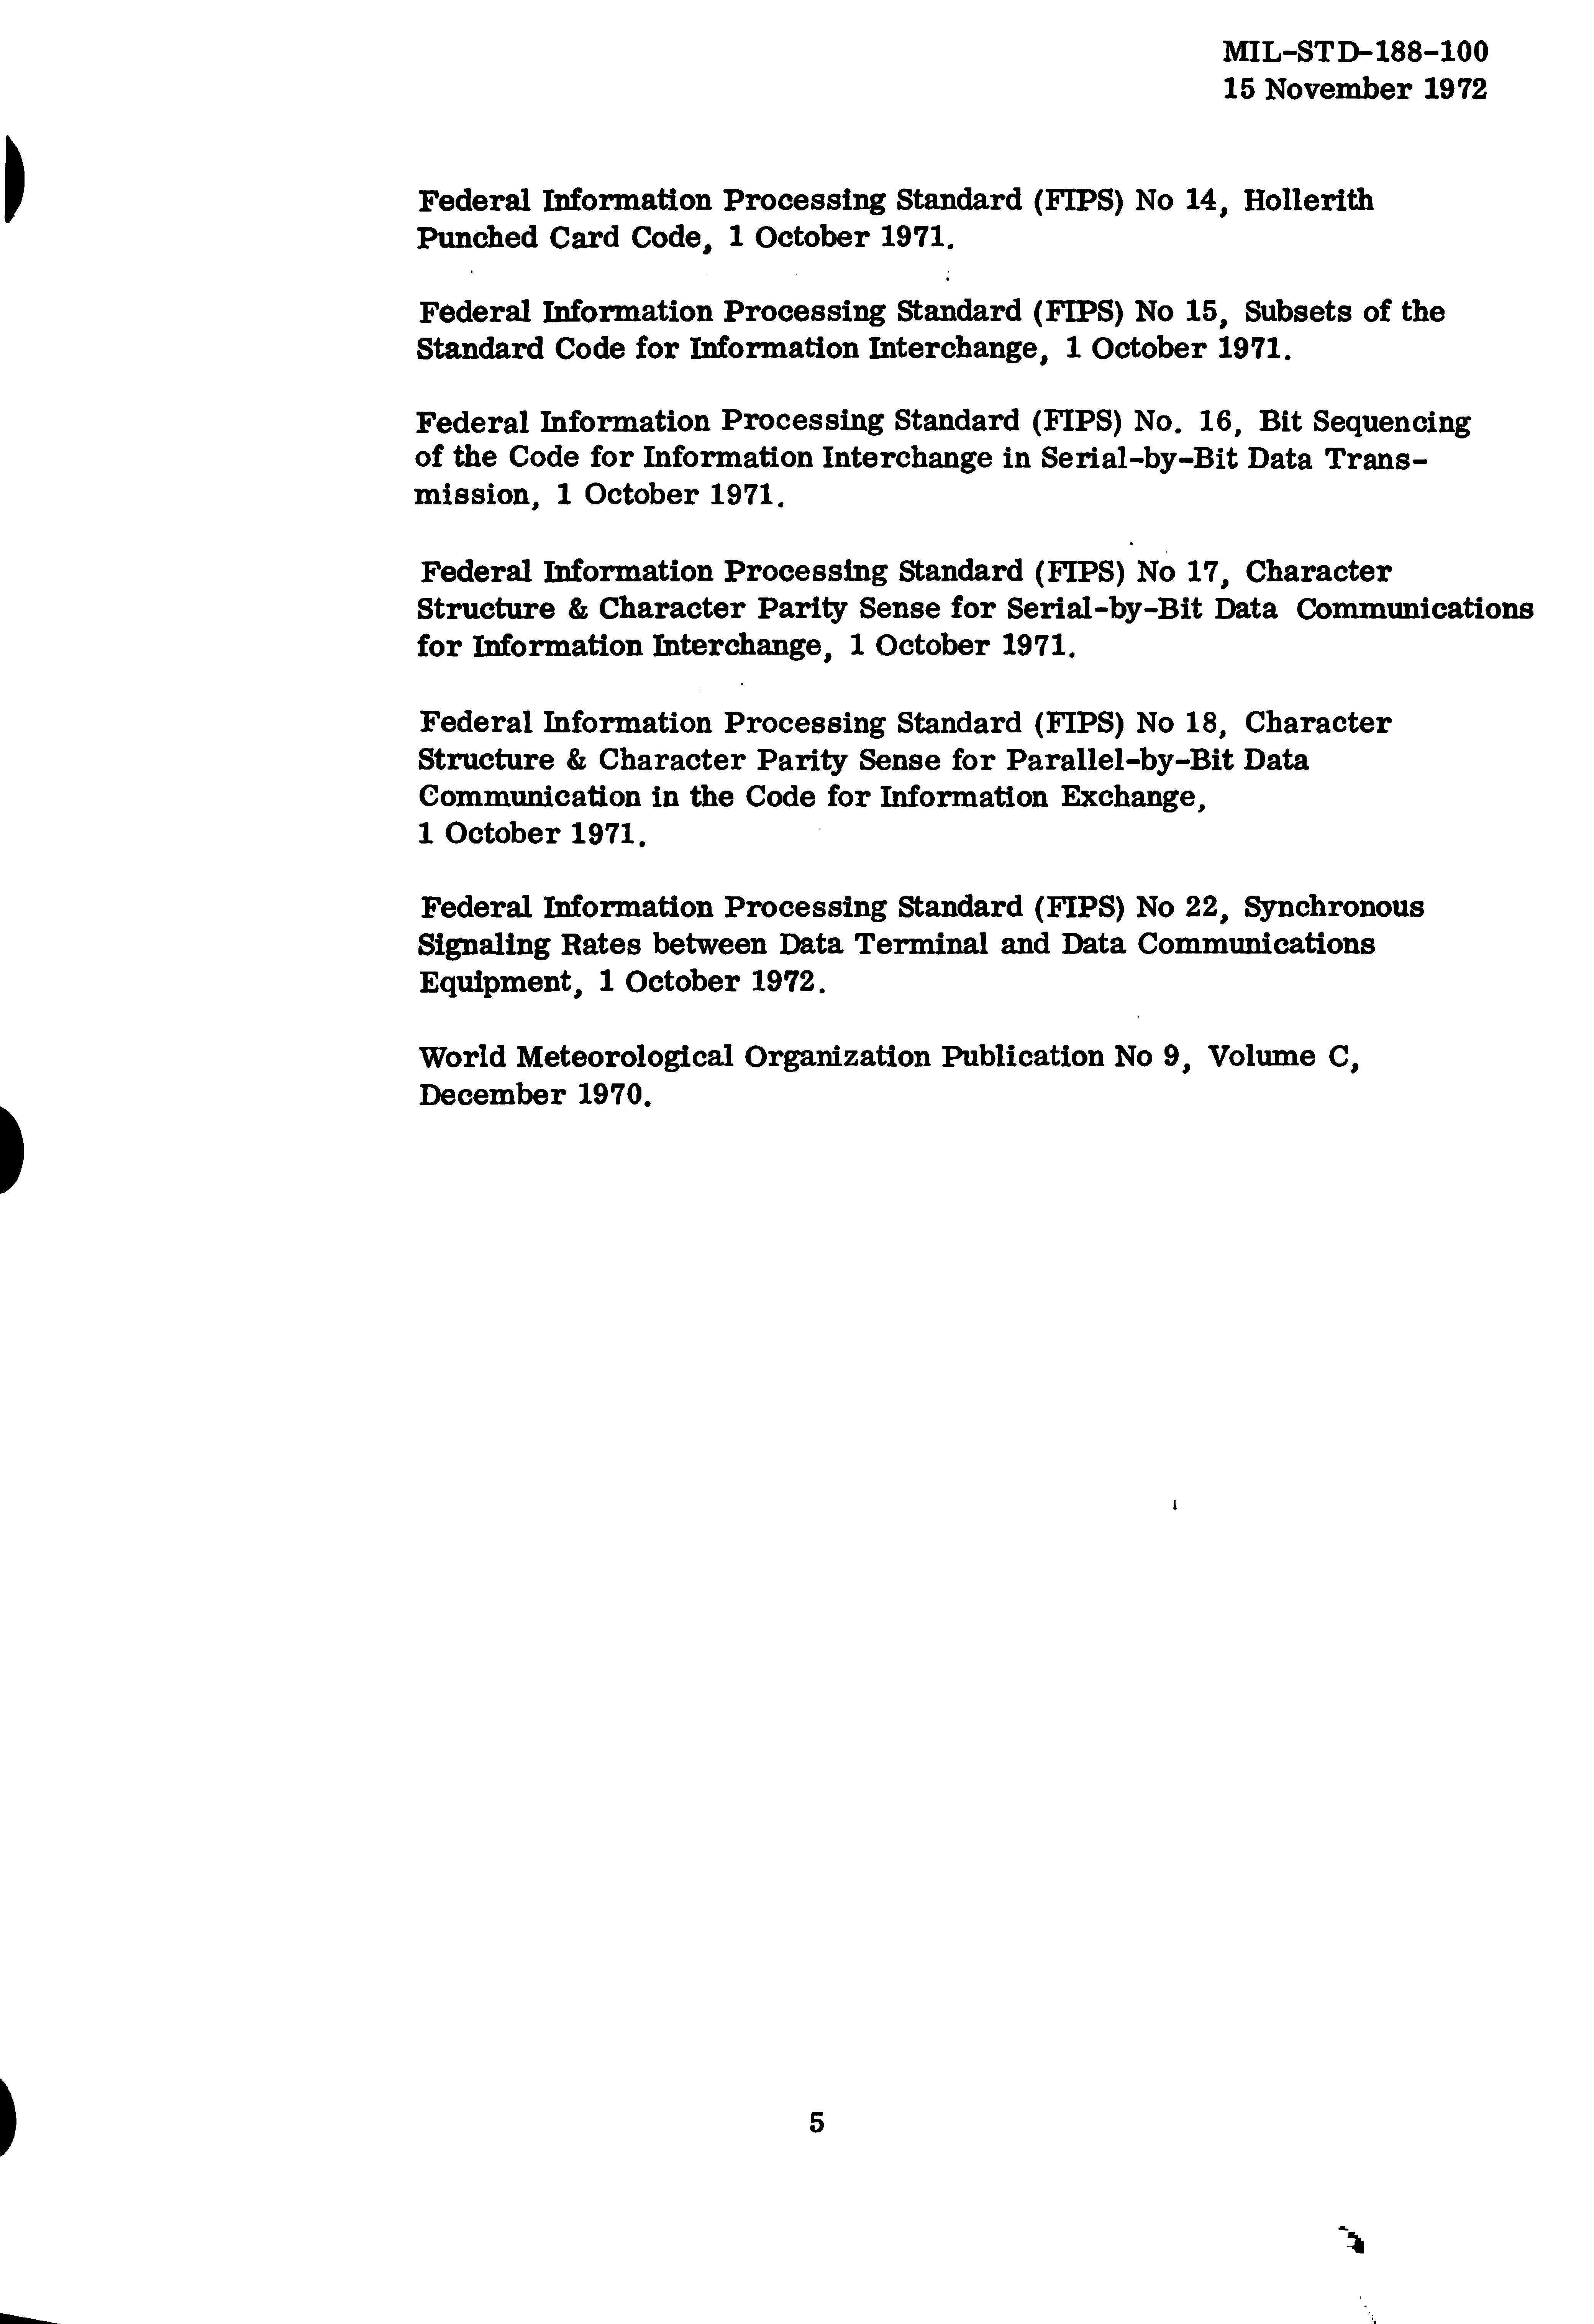 MIL-STD-188-100
15 November 1972
Federal Information Processing Standard (FIPS) No 14, Hollerith
Punched Card Code, 1 October 1971.
Federal Information Processing Standard (FIPS) No 15, Subsets of the
Standard Code for Information Interchange, 1 October 1971.
Federal Information Processing Standard (FIPS) No. 16, Bit Sequencing
of the Code for Information Interchange in Serial-by-Bit Data Trans-
mission, 1 October 1971.
Federal Information Processing Standard (FIPS) No 17, Character
Structure & Character Parity Sense for Serial-by-Bit Data Communications
for Information Interchange, 1 October 1971.
Federal Information Processing Standard (FIPS) No 18, Character
Structure & Character Parity Sense for Parallel-by-Bit Data
Communication in the Code for Information Exchange,
1 October 1971.
Federal Information Processing Standard (FIPS) No 22, Synchronous
Signaling Rates between Data Terminal and Data Communications
Equipment, 1 October 1972.
World Meteorological Organization Publication No 9, Volume C,
December 1970.
5